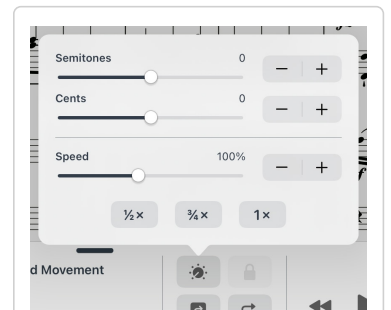 Semitones 0 − +
Cents 0 − +
Speed 100% − +
½× ¾× 1×
d Movement